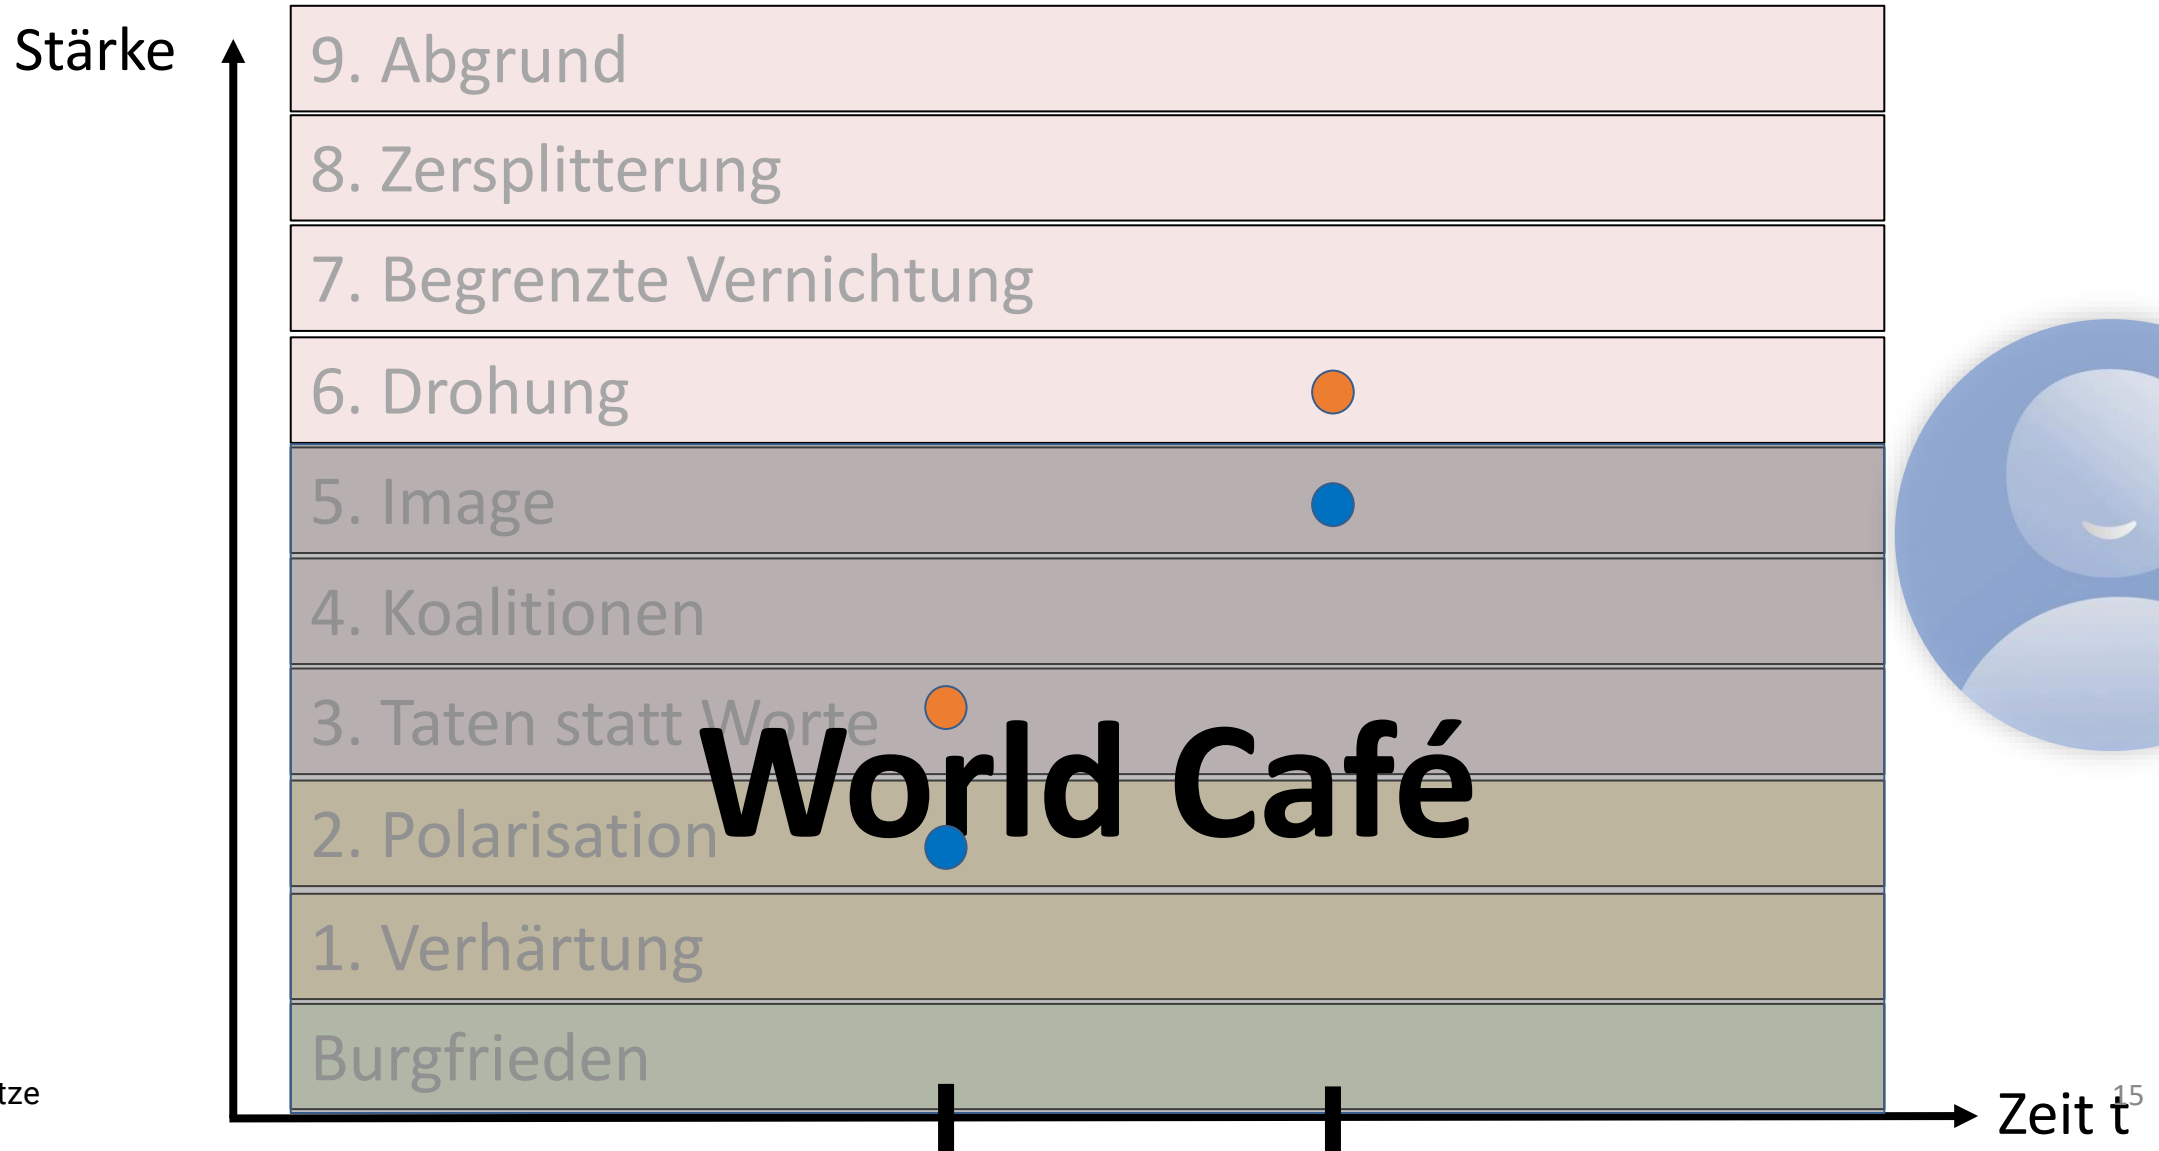 Stärke
9. Abgrund
8. Zersplitterung
7. Begrenzte Vernichtung
6. Drohung
5. Image
4. Koalitionen
3. Taten statt Worte
World Café
2. Polarisation
1. Verhärtung
Burgfrieden
tze
Zeit t
15